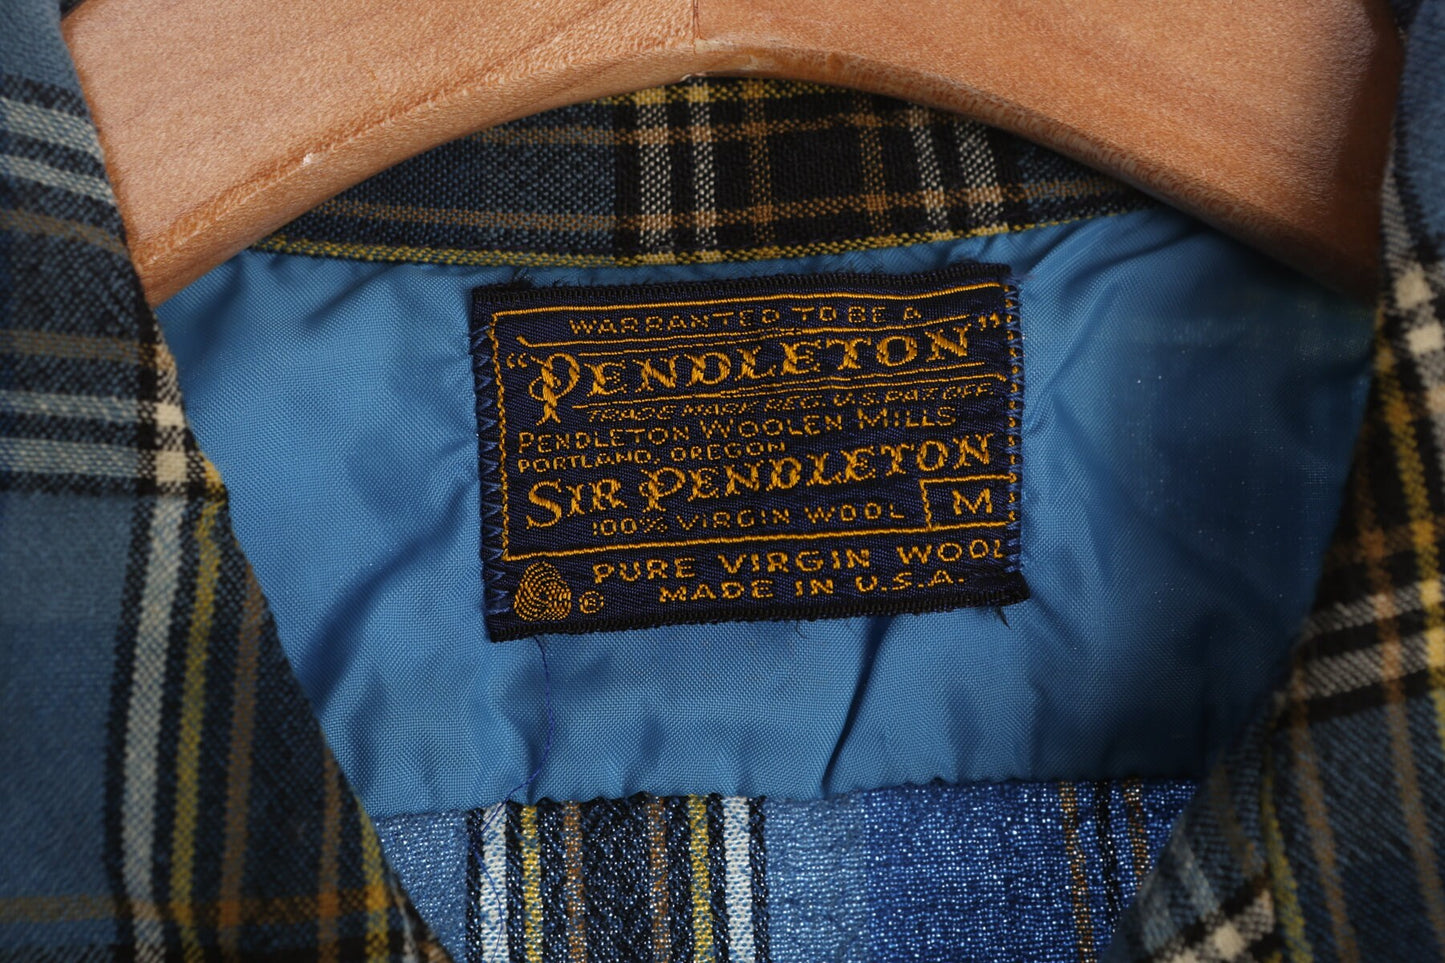 WARRANTED TO BE A
"PENDLETON"
TRADE MARK REG. U.S. PAT. OFF.
PENDLETON WOOLEN MILLS
PORTLAND, OREGON
SIR PENDLETON
100% VIRGIN WOOL M
PURE VIRGIN WOOL
© MADE IN U.S.A.